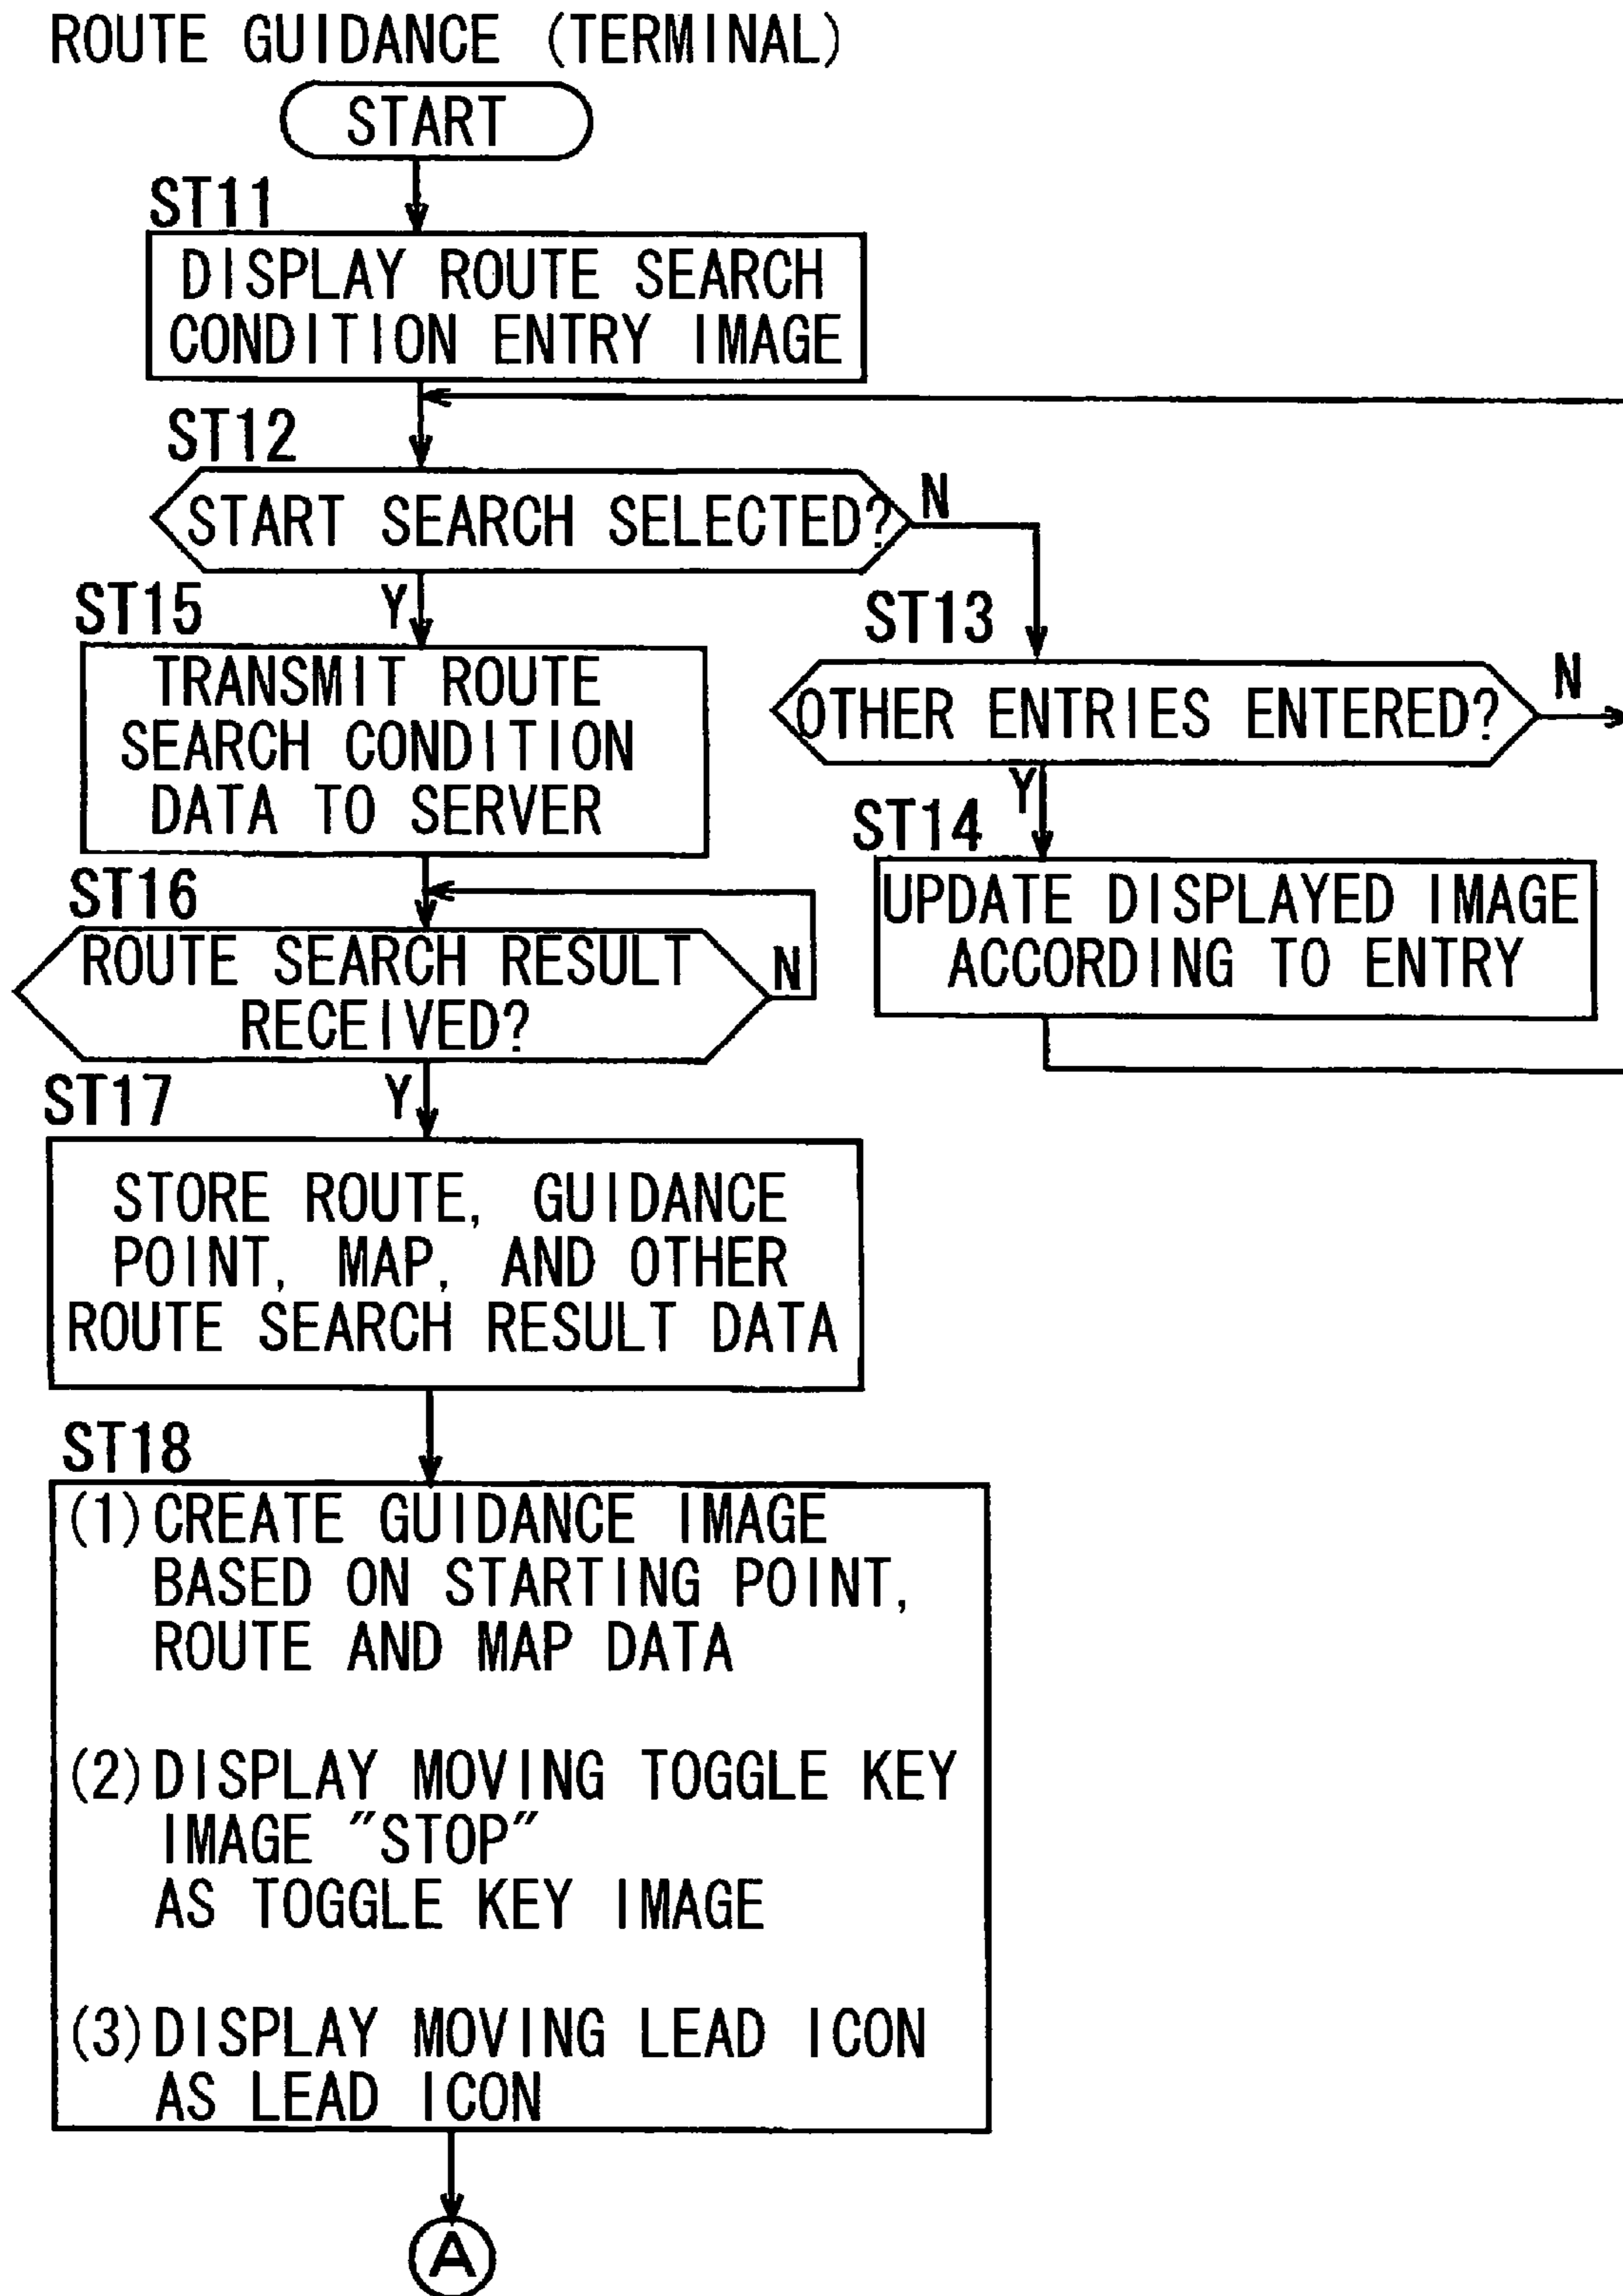 ROUTE GUIDANCE (TERMINAL)
START
ST11
DISPLAY ROUTE SEARCH
CONDITION ENTRY IMAGE
ST12
START SEARCH SELECTED?
N
ST15
Y
TRANSMIT ROUTE
SEARCH CONDITION
DATA TO SERVER
ST13
OTHER ENTRIES ENTERED?
N
Y
ST14
UPDATE DISPLAYED IMAGE
ACCORDING TO ENTRY
ST16
ROUTE SEARCH RESULT
RECEIVED?
N
ST17
Y
STORE ROUTE, GUIDANCE
POINT, MAP, AND OTHER
ROUTE SEARCH RESULT DATA
ST18
(1) CREATE GUIDANCE IMAGE
BASED ON STARTING POINT,
ROUTE AND MAP DATA
(2) DISPLAY MOVING TOGGLE KEY
IMAGE "STOP"
AS TOGGLE KEY IMAGE
(3) DISPLAY MOVING LEAD ICON
AS LEAD ICON
A